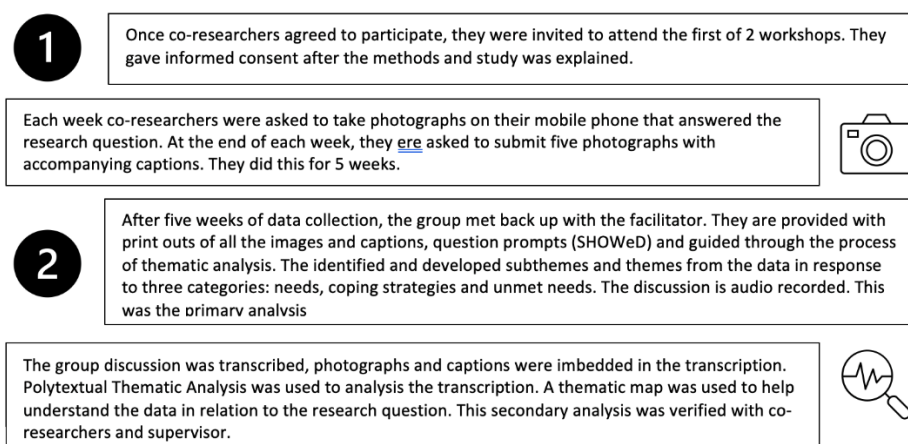 1
Once co-researchers agreed to participate, they were invited to attend the first of 2 workshops. They
gave informed consent after the methods and study was explained.
Each week co-researchers were asked to take photographs on their mobile phone that answered the
research question. At the end of each week, they ere asked to submit five photographs with
accompanying captions. They did this for 5 weeks.
2
After five weeks of data collection, the group met back up with the facilitator. They are provided with
print outs of all the images and captions, question prompts (SHOWeD) and guided through the process
of thematic analysis. The identified and developed subthemes and themes from the data in response
to three categories: needs, coping strategies and unmet needs. The discussion is audio recorded. This
was the primary analysis
The group discussion was transcribed, photographs and captions were imbedded in the transcription.
Polytextual Thematic Analysis was used to analysis the transcription. A thematic map was used to help
understand the data in relation to the research question. This secondary analysis was verified with co-
researchers and supervisor.